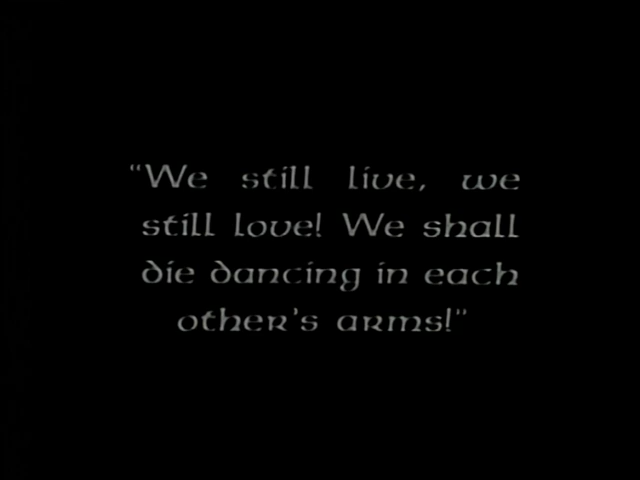 "We still live, we
still love! We shall
die dancing in each
other's arms!"